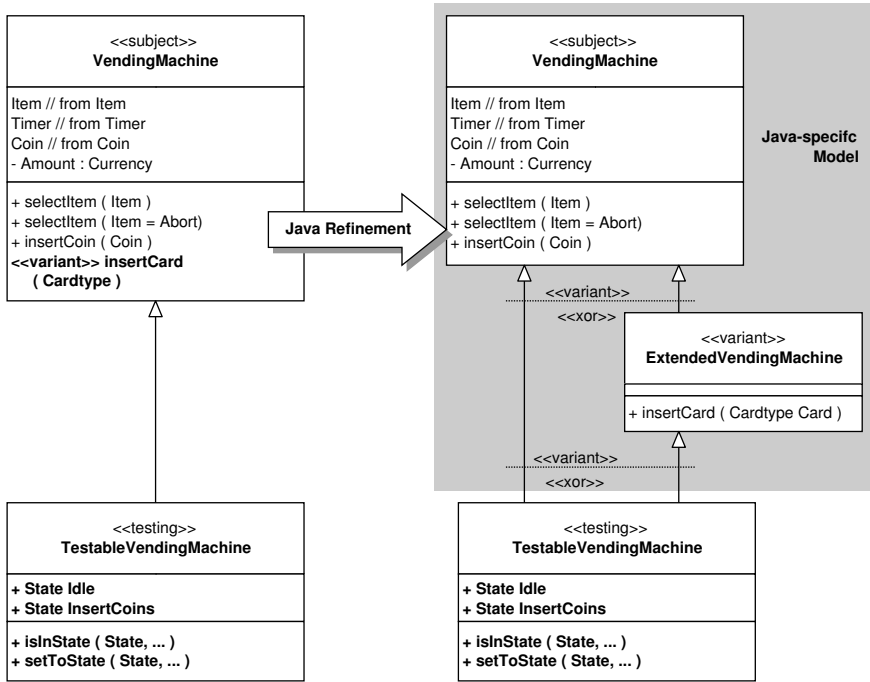 <<subject>>
VendingMachine
Item // from Item
Timer // from Timer
Coin // from Coin
- Amount : Currency
+ selectItem ( Item )
+ selectItem ( Item = Abort)
+ insertCoin ( Coin )
<<variant>> insertCard
( Cardtype )
<<testing>>
TestableVendingMachine
+ State Idle
+ State InsertCoins
+ isInState ( State, ... )
+ setToState ( State, ... )
Java Refinement
<<subject>>
VendingMachine
Item // from Item
Timer // from Timer
Coin // from Coin
- Amount : Currency
+ selectItem ( Item )
+ selectItem ( Item = Abort)
+ insertCoin ( Coin )
Java-specifc
Model
<<variant>>
<<xor>>
<<variant>>
ExtendedVendingMachine
+ insertCard ( Cardtype Card )
<<variant>>
<<xor>>
<<testing>>
TestableVendingMachine
+ State Idle
+ State InsertCoins
+ isInState ( State, ... )
+ setToState ( State, ... )